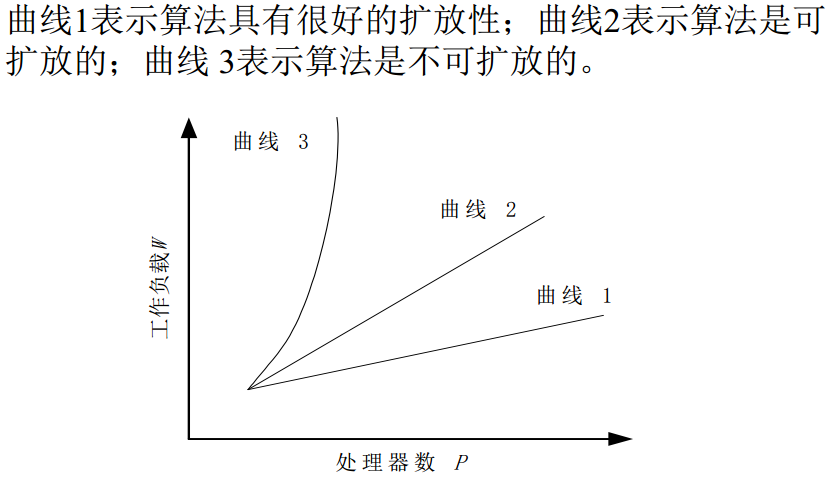 曲线1表示算法具有很好的扩放性；曲线2表示算法是可
扩放的；曲线 3表示算法是不可扩放的。
曲线 3
曲线 2
曲线 1
工作负载W
处理器数 P